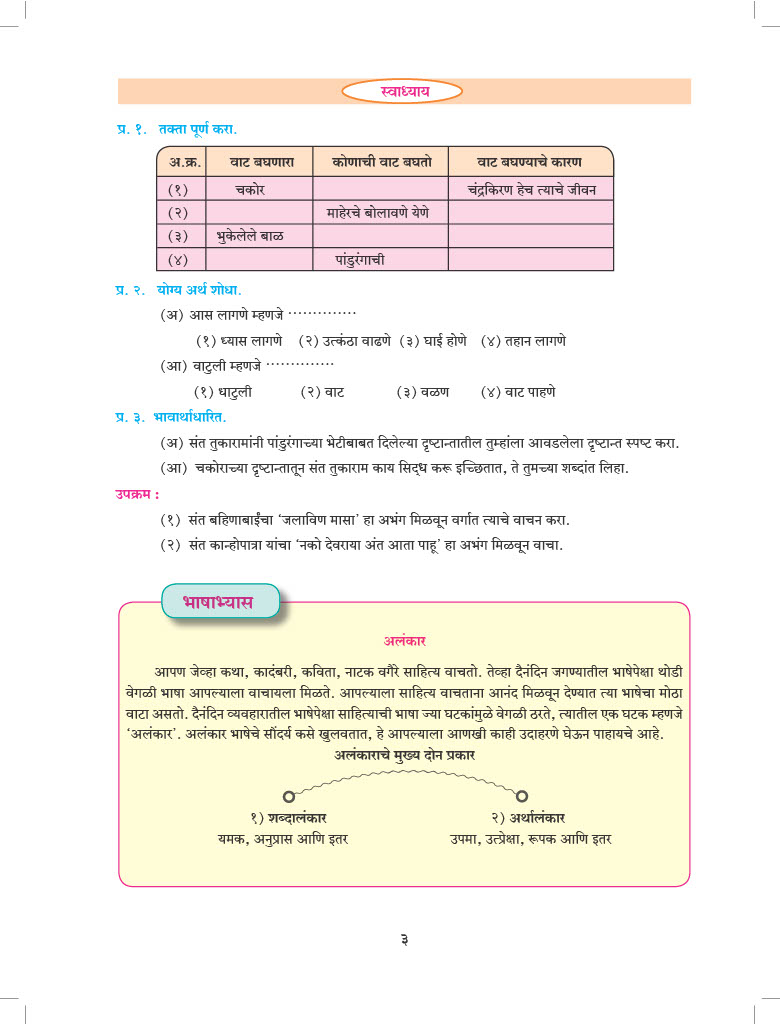 स्वाध्याय
प्र. १. तक्ता पूर्ण करा.
अ.क्र. वाट बघणारा कोणाची वाट बघतो वाट बघण्याचे कारण
(१) चकोर चंद्रकिरण हेच त्याचे जीवन
(२) माहेरचे बोलावणे येणे
(३) भुकेलेले बाळ
(४) पांडुरंगाची
प्र. २. योग्य अर्थ शोधा.
(अ) आस लागणे म्हणजे ··············
(१) ध्यास लागणे (२) उत्कंठा वाढणे (३) घाई होणे (४) तहान लागणे
(आ) वाटुली म्हणजे ··············
(१) धाटुली (२) वाट (३) वळण (४) वाट पाहणे
प्र. ३. भावार्थाधारित.
(अ) संत तुकारामांनी पांडुरंगाच्या भेटीबाबत दिलेल्या दृष्टान्तातील तुम्हांला आवडलेला दृष्टान्त स्पष्ट करा.
(आ) चकोराच्या दृष्टान्तातून संत तुकाराम काय सिद्ध करू इच्छितात, ते तुमच्या शब्दांत लिहा.
उपक्रम :
(१) संत बहिणाबाईंचा ‘जलाविण मासा’ हा अभंग मिळवून वर्गात त्याचे वाचन करा.
(२) संत कान्होपात्रा यांचा ‘नको देवराया अंत आता पाहू’ हा अभंग मिळवून वाचा.
भाषाभ्यास
अलंकार
आपण जेव्हा कथा, कादंबरी, कविता, नाटक वगैरे साहित्य वाचतो. तेव्हा दैनंदिन जगण्यातील भाषेपेक्षा थोडी
वेगळी भाषा आपल्याला वाचायला मिळते. आपल्याला साहित्य वाचताना आनंद मिळवून देण्यात त्या भाषेचा मोठा
वाटा असतो. दैनंदिन व्यवहारातील भाषेपेक्षा साहित्याची भाषा ज्या घटकांमुळे वेगळी ठरते, त्यातील एक घटक म्हणजे
‘अलंकार’. अलंकार भाषेचे सौंदर्य कसे खुलवतात, हे आपल्याला आणखी काही उदाहरणे घेऊन पाहायचे आहे.
अलंकाराचे मुख्य दोन प्रकार
१) शब्दालंकार २) अर्थालंकार
यमक, अनुप्रास आणि इतर उपमा, उत्प्रेक्षा, रूपक आणि इतर
३